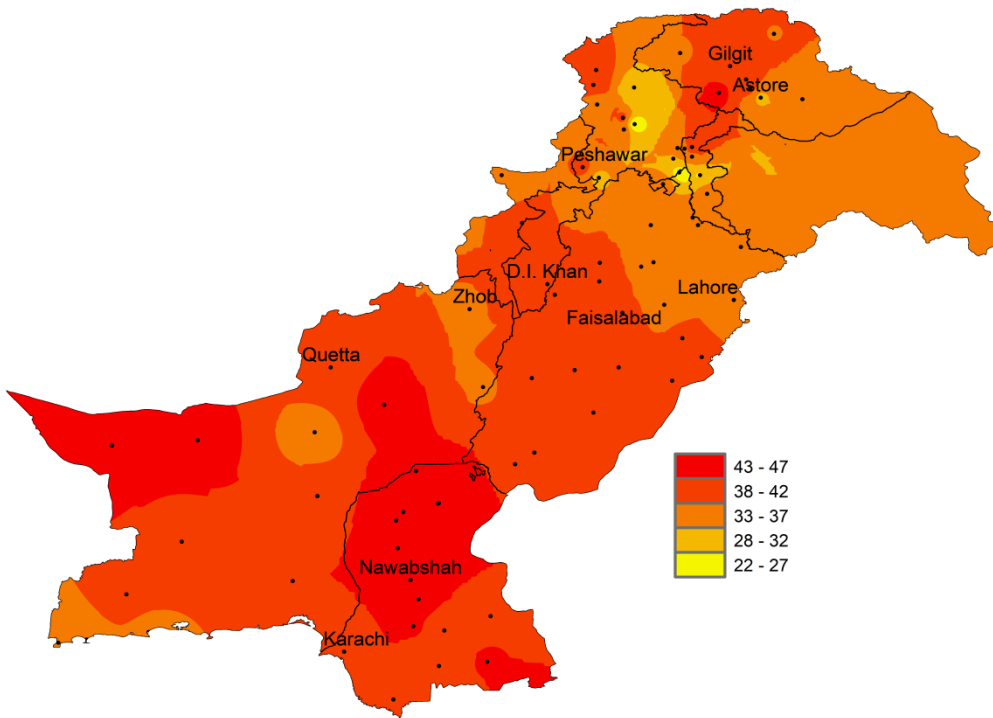 Gilgit
Astore
Peshawar
D.I. Khan
Zhob
Lahore
Faisalabad
Quetta
43 - 47
38 - 42
33 - 37
28 - 32
22 - 27
Nawabshah
Karachi